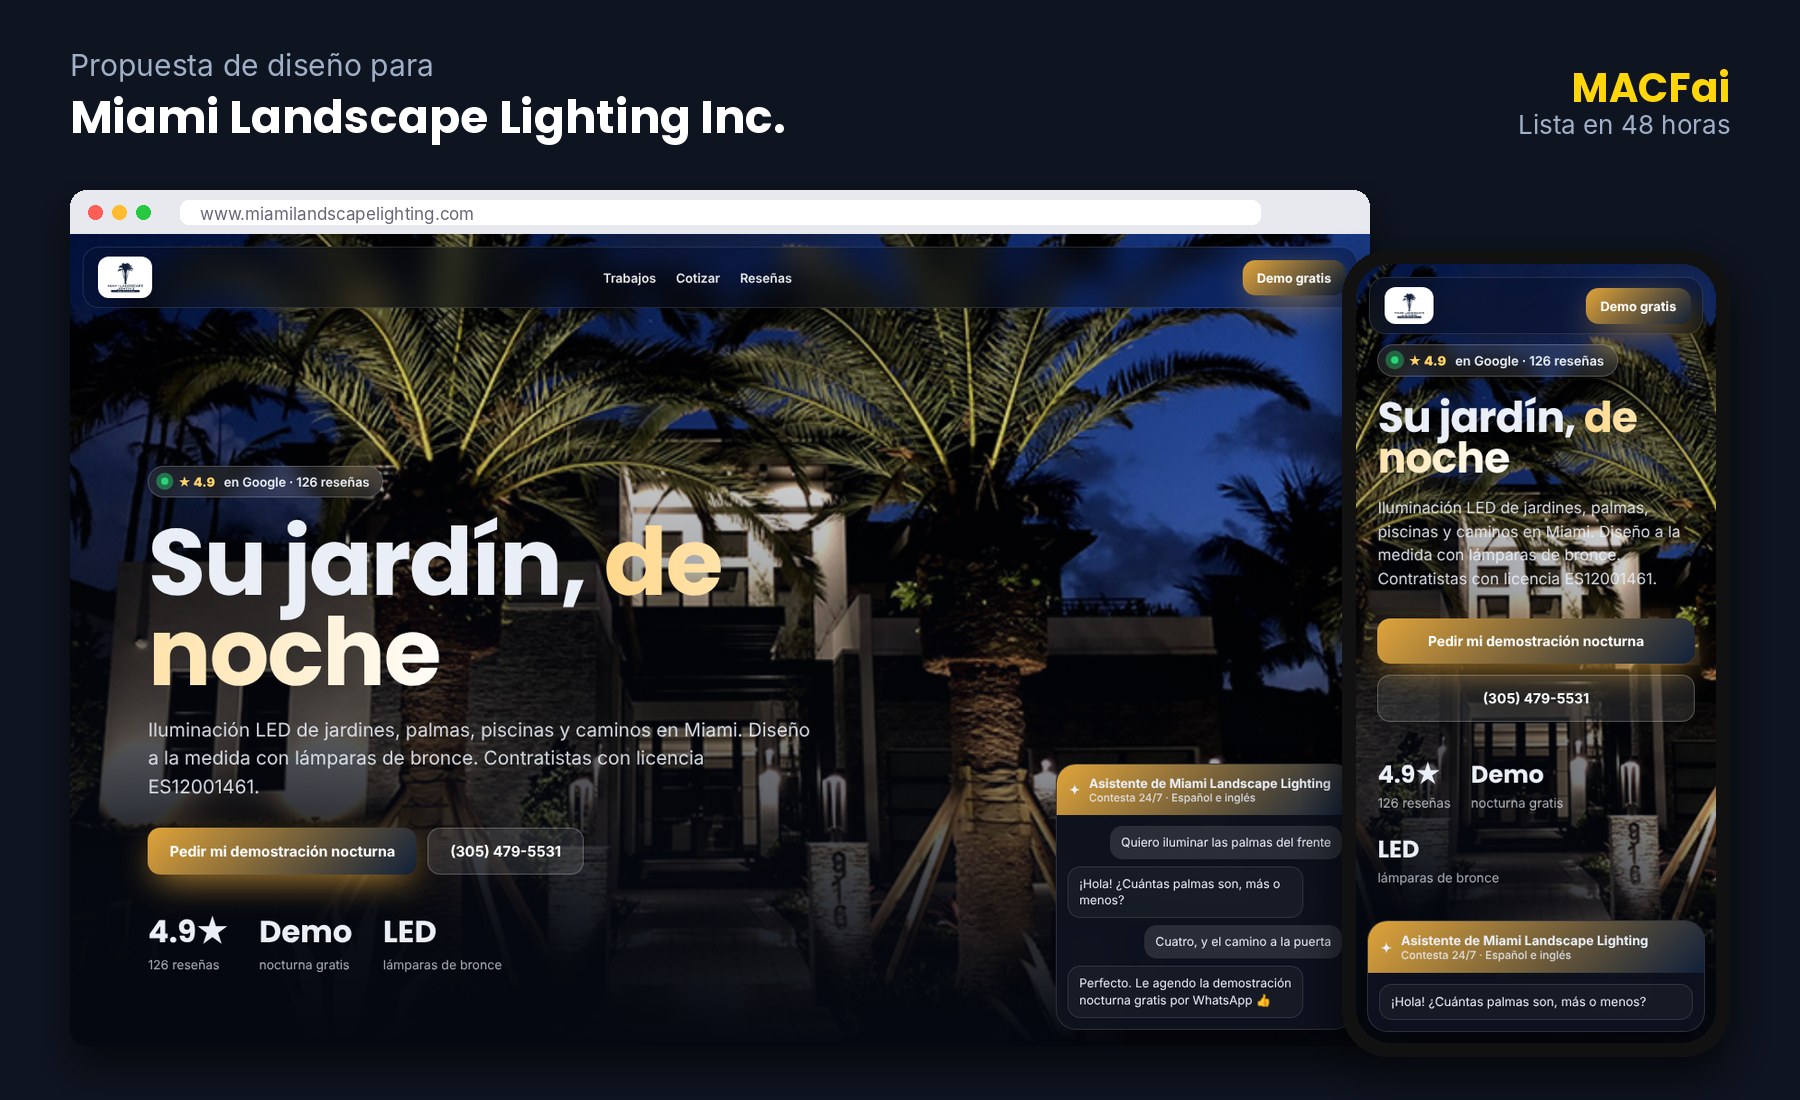 Propuesta de diseño para
Miami Landscape Lighting Inc.
MACFai
Lista en 48 horas
www.miamilandscapelighting.com
Trabajos Cotizar Reseñas
Demo gratis
★ 4.9 en Google · 126 reseñas
Su jardín, de
noche
Iluminación LED de jardines, palmas, piscinas y caminos en Miami. Diseño
a la medida con lámparas de bronce. Contratistas con licencia
ES12001461.
Pedir mi demostración nocturna
(305) 479-5531
4.9★ Demo LED
126 reseñas nocturna gratis lámparas de bronce
Asistente de Miami Landscape Lighting
Contesta 24/7 · Español e inglés
Quiero iluminar las palmas del frente
¡Hola! ¿Cuántas palmas son, más o
menos?
Cuatro, y el camino a la puerta
Perfecto. Le agendo la demostración
nocturna gratis por WhatsApp 👍
916
Demo gratis
★ 4.9 en Google · 126 reseñas
Su jardín, de
noche
Iluminación LED de jardines, palmas,
piscinas y caminos en Miami. Diseño a la
medida con lámparas de bronce.
Contratistas con licencia ES12001461.
Pedir mi demostración nocturna
(305) 479-5531
4.9★ Demo
126 reseñas nocturna gratis
LED
lámparas de bronce
916
Asistente de Miami Landscape Lighting
Contesta 24/7 · Español e inglés
¡Hola! ¿Cuántas palmas son, más o menos?